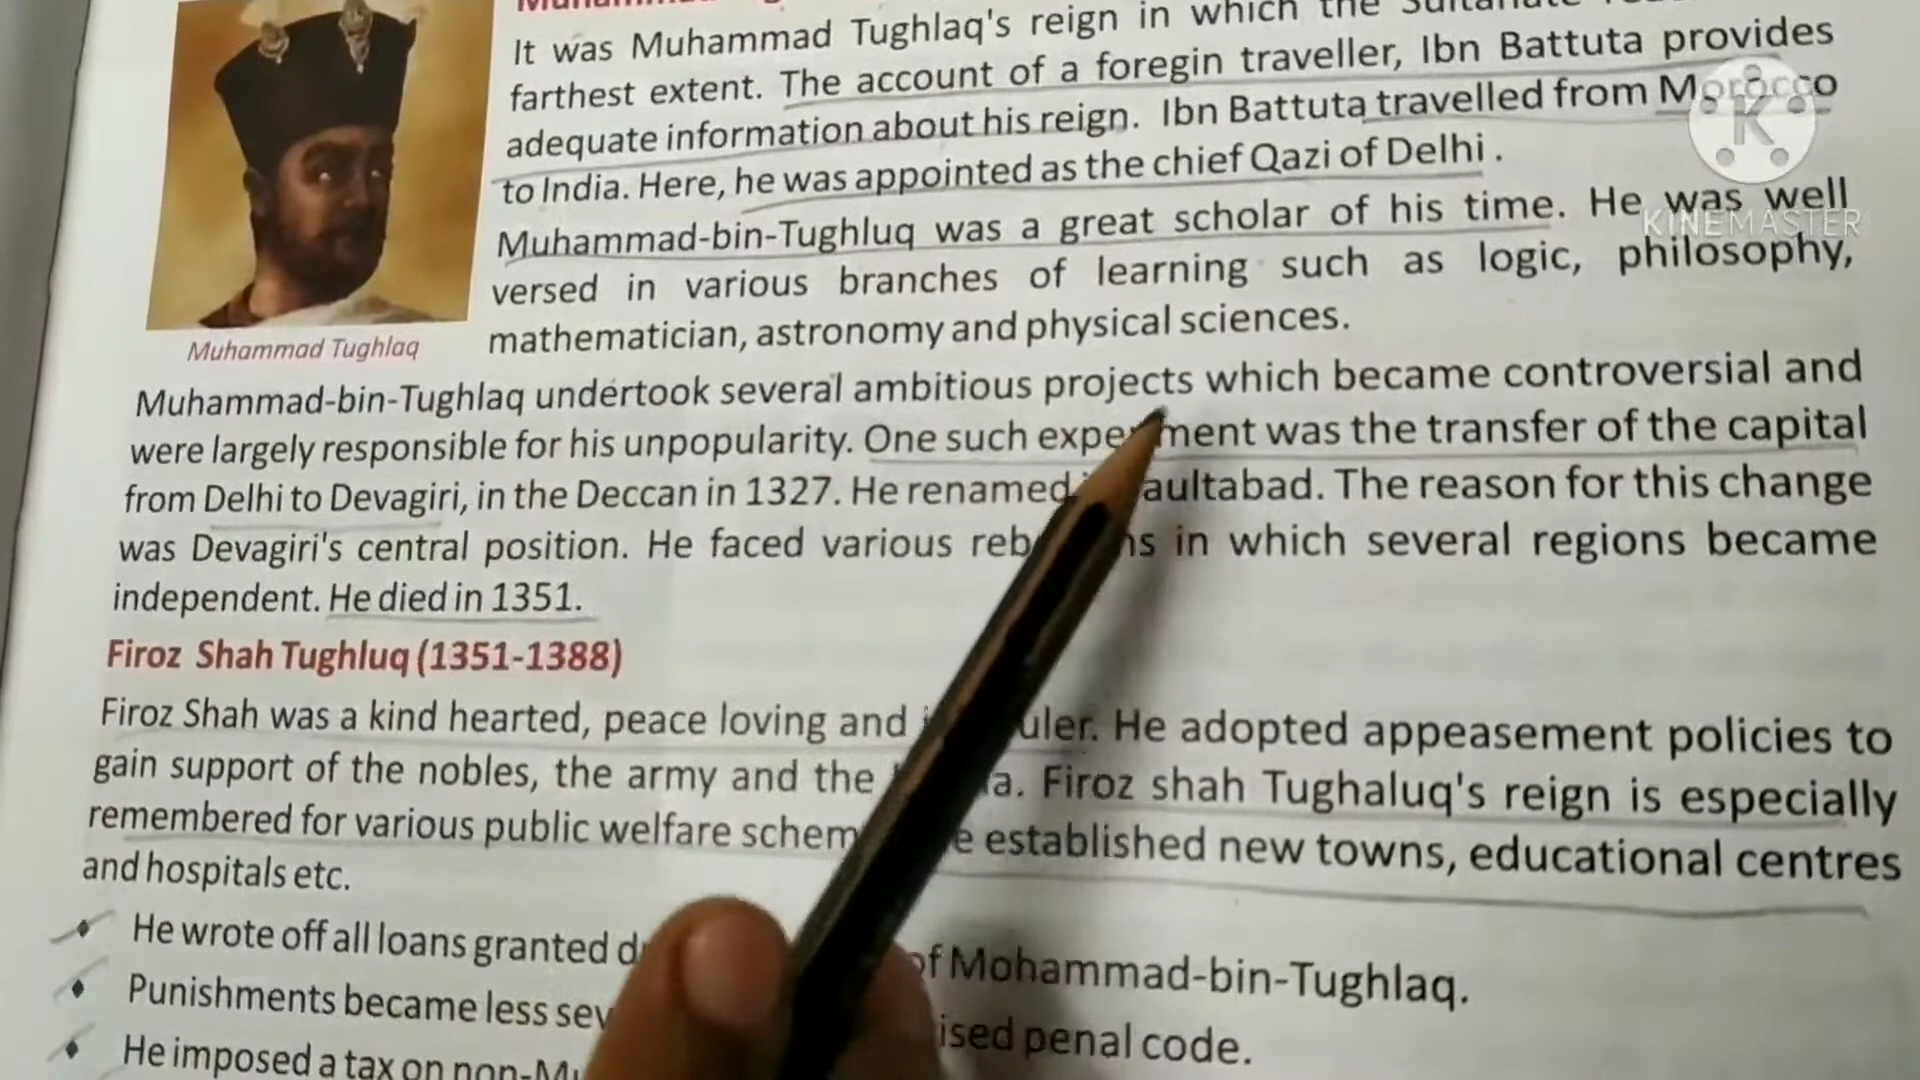 It was Muhammad Tughlaq's reign in which the Sultanate
farthest extent. The account of a foregin traveller, Ibn Battuta provides
adequate information about his reign. Ibn Battuta travelled from Morocco
to India. Here, he was appointed as the chief Qazi of Delhi .
Muhammad-bin-Tughluq was a great scholar of his time. He was well
versed in various branches of learning such as logic, philosophy,
mathematician, astronomy and physical sciences.
Muhammad Tughlaq
Muhammad-bin-Tughlaq undertook several ambitious projects which became controversial and
were largely responsible for his unpopularity. One such experiment was the transfer of the capital
from Delhi to Devagiri, in the Deccan in 1327. He renamed aultabad. The reason for this change
was Devagiri's central position. He faced various in which several regions became
independent. He died in 1351.
Firoz Shah Tughluq (1351-1388)
Firoz Shah was a kind hearted, peace loving and uler. He adopted appeasement policies to
gain support of the nobles, the army and the Firoz shah Tughaluq's reign is especially
remembered for various public welfare schem e established new towns, educational centres
and hospitals etc.
He wrote off all loans granted of Mohammad-bin-Tughlaq.
Punishments became less sev ised penal code.
He imposed a tax on non-Mu
K
KINEMASTER